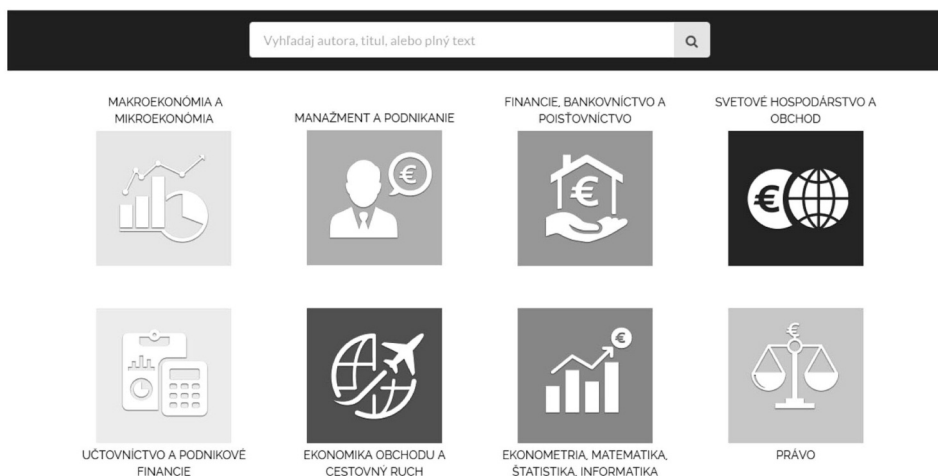 Vyhľadaj autora, titul, alebo plný text
MAKROEKONÓMIA A
MIKROEKONÓMIA
MANAŽMENT A PODNIKANIE
FINANCIE, BANKOVNÍCTVO A
POISŤOVNÍCTVO
SVETOVÉ HOSPODÁRSTVO A
OBCHOD
ÚČTOVNÍCTVO A PODNIKOVÉ
FINANCIE
EKONOMIKA OBCHODU A
CESTOVNÝ RUCH
EKONOMETRIA, MATEMATIKA,
ŠTATISTIKA, INFORMATIKA
PRÁVO